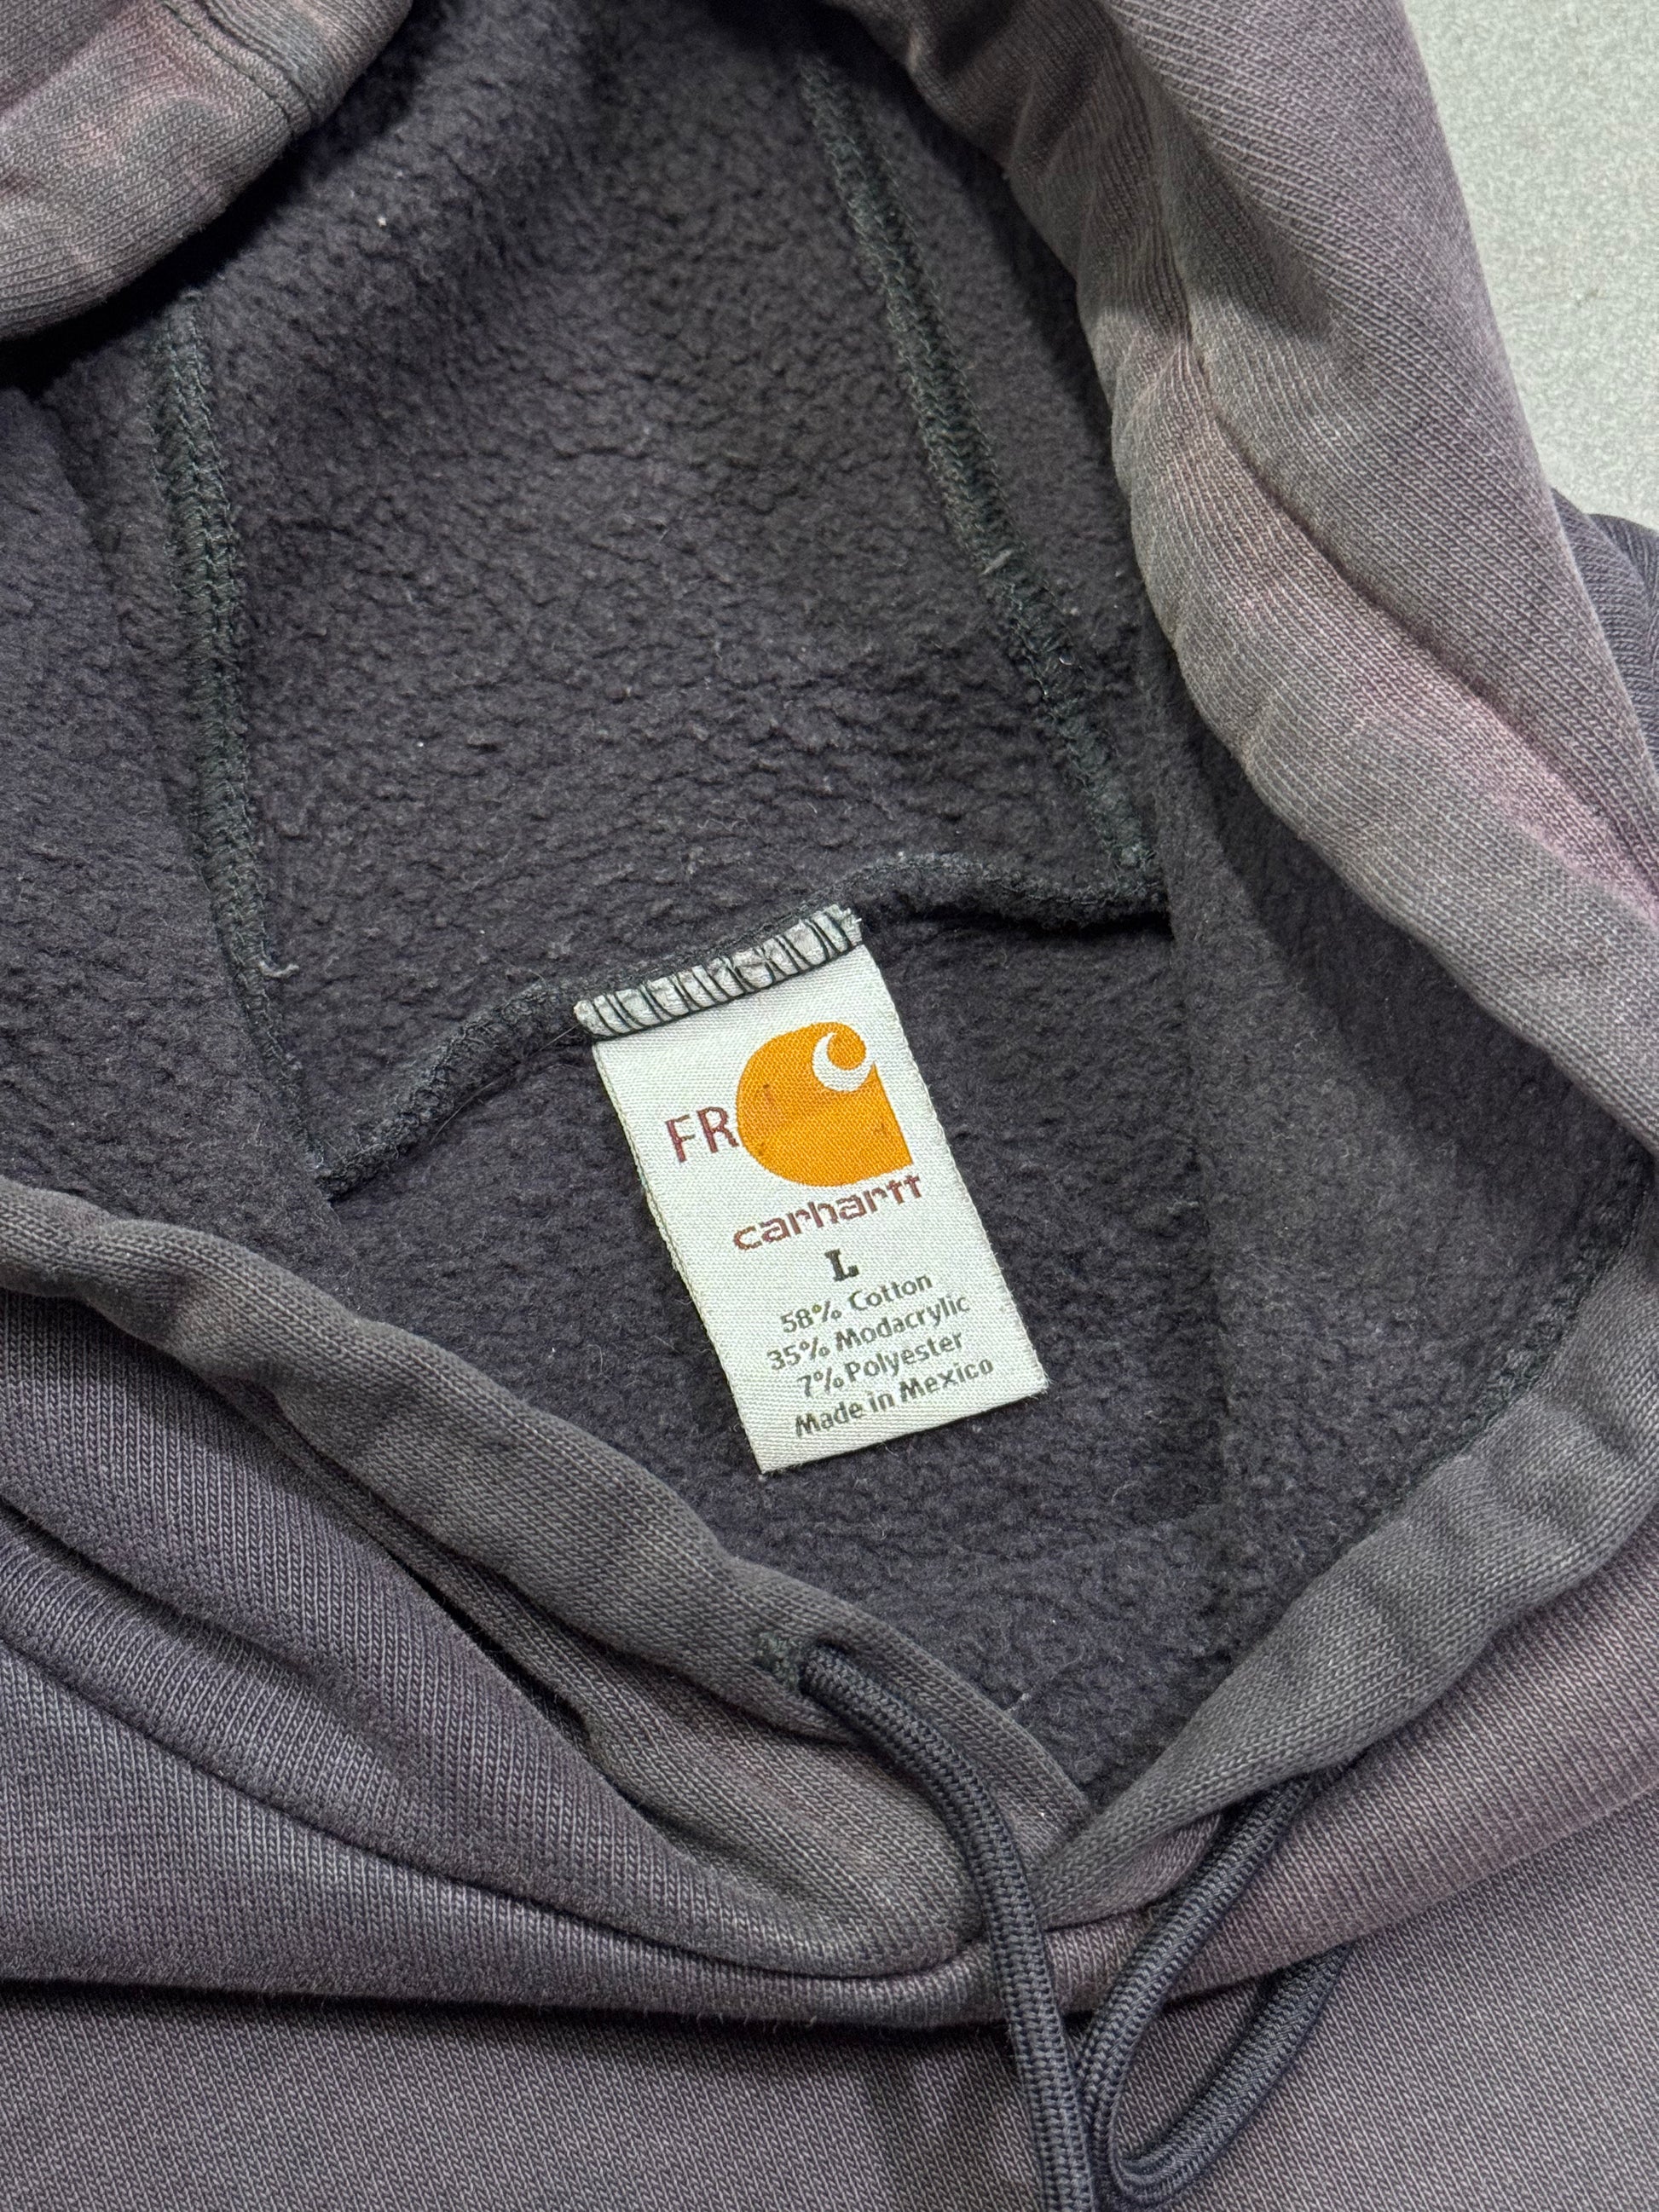 FR
carhartt
L
58% Cotton
35% Modacrylic
7% Polyester
Made in Mexico